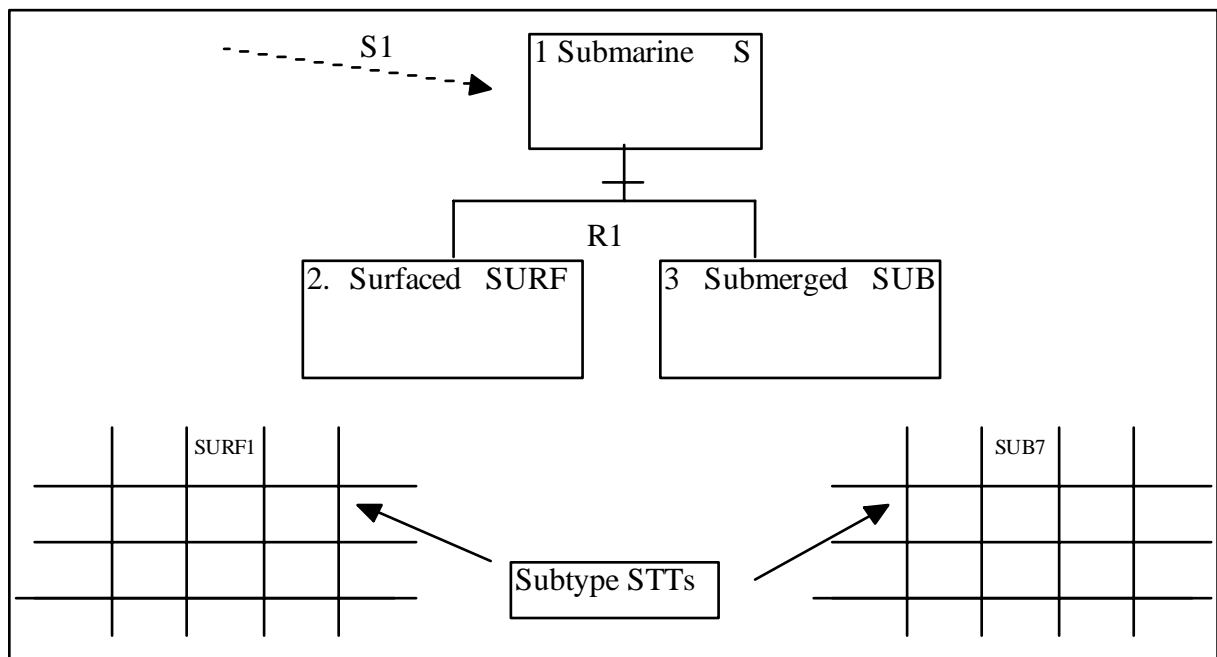 S1
1 Submarine S
R1
2. Surfaced SURF
3 Submerged SUB
SURF1
SUB7
Subtype STTs